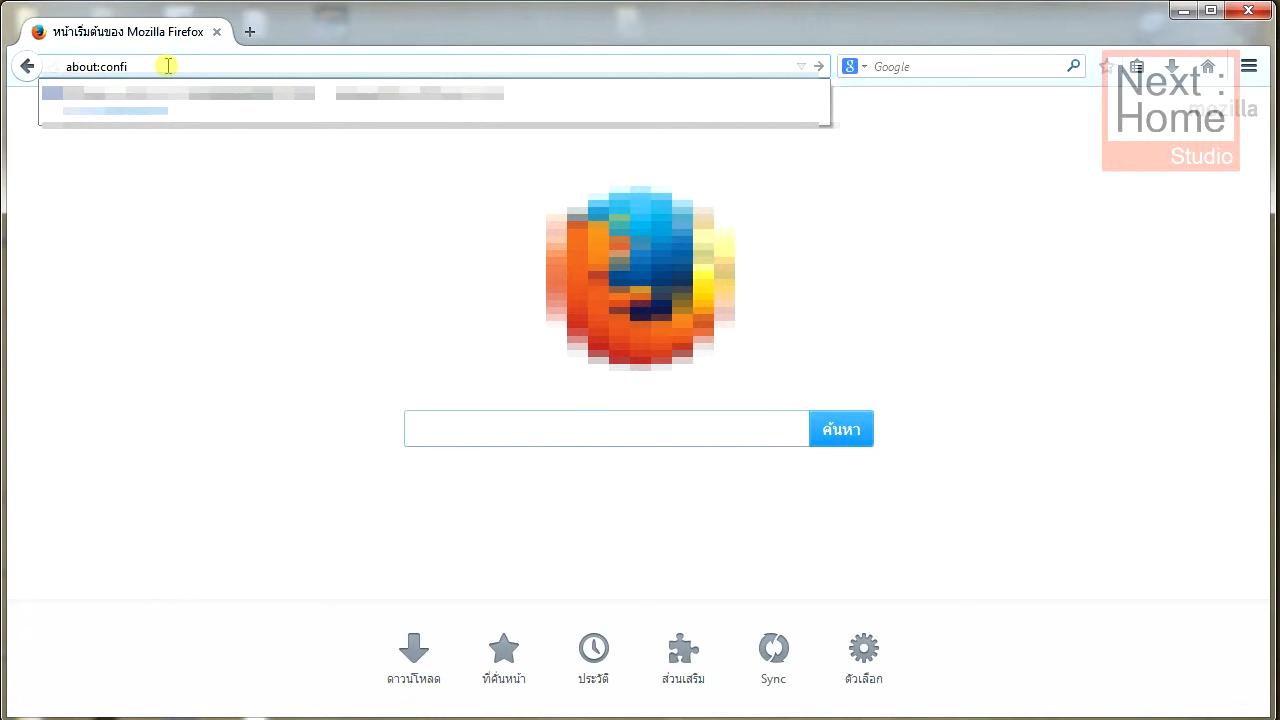 หน้าเริ่มต้นของ Mozilla Firefox
about:confi
Google
Next :
Home
Studio
mozilla
ค้นหา
ดาวน์โหลด
ที่คั่นหน้า
ประวัติ
ส่วนเสริม
Sync
ตัวเลือก